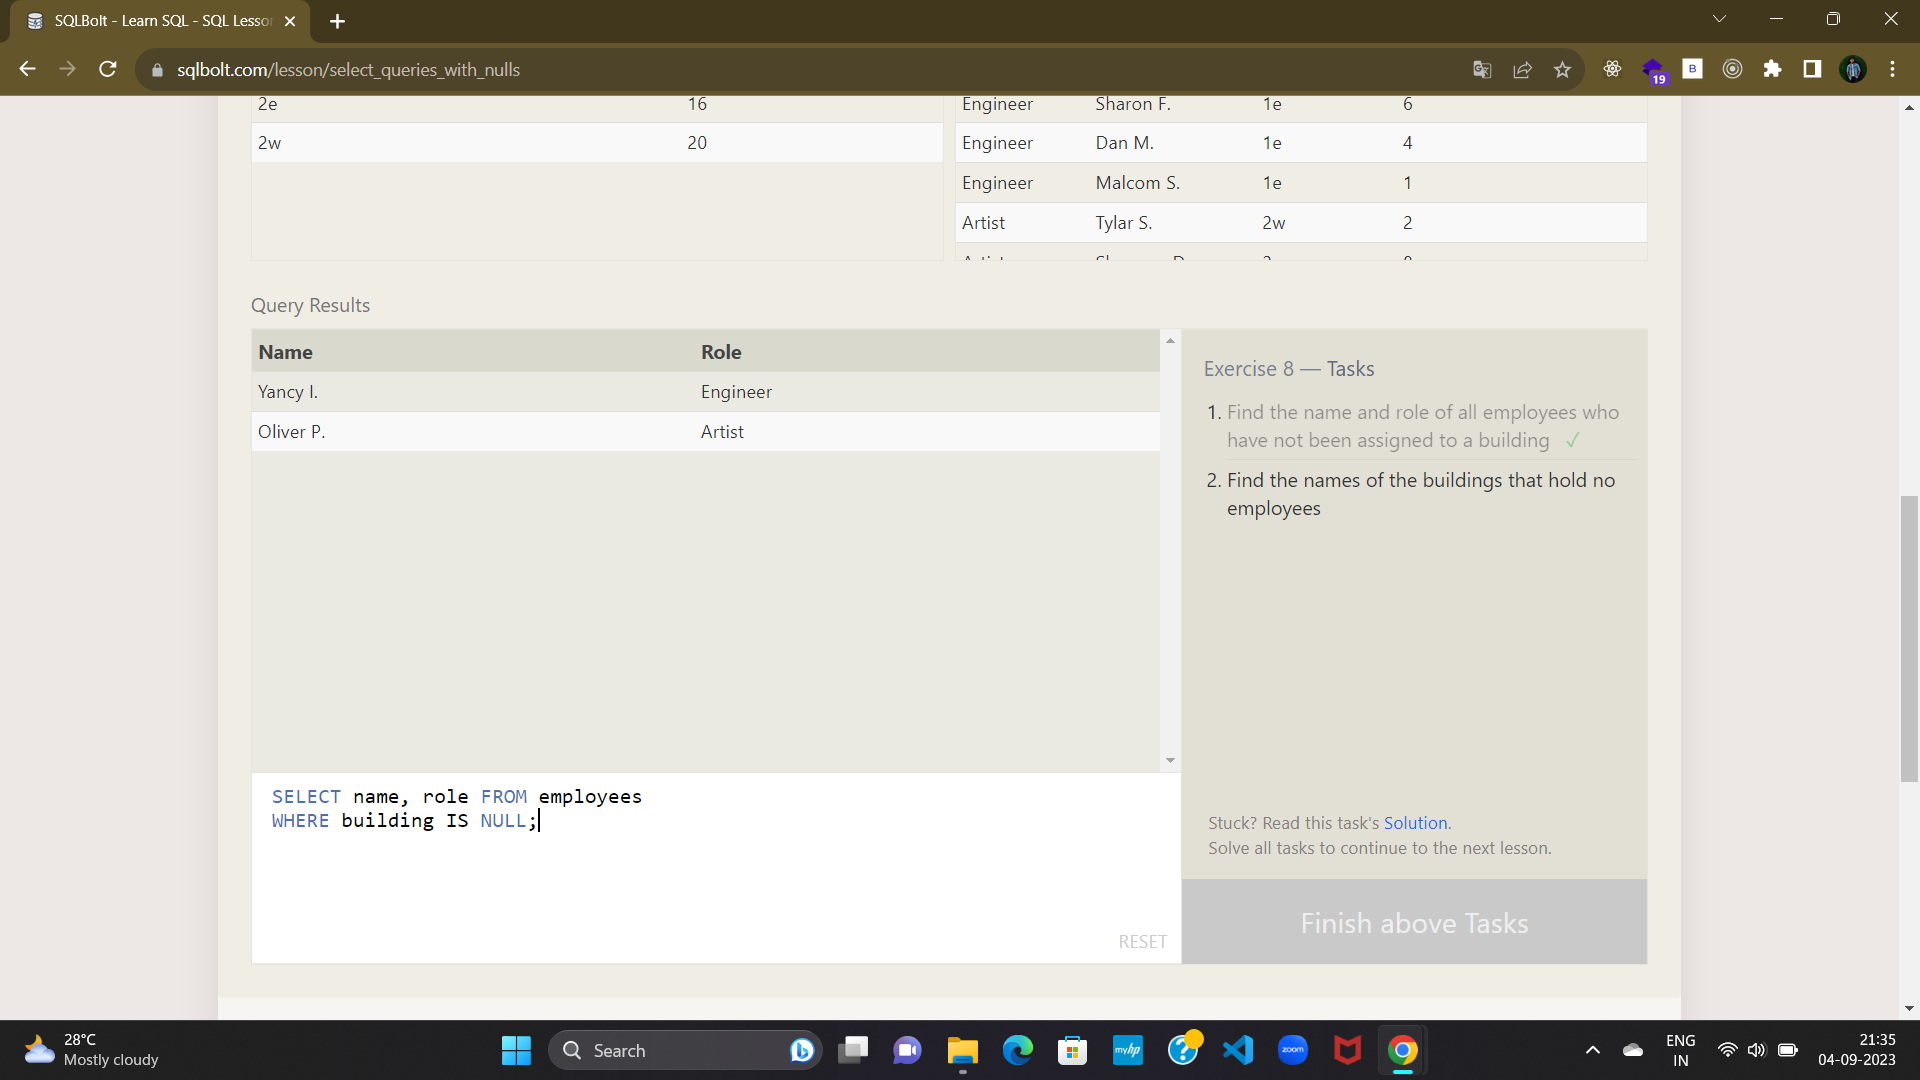 SQLBolt - Learn SQL - SQL Lesson
sqlbolt.com/lesson/select_queries_with_nulls
B
19
2e 16
2w 20
Engineer Sharon F. 1e 6
Engineer Dan M. 1e 4
Engineer Malcom S. 1e 1
Artist Tylar S. 2w 2
Query Results
Name Role
Yancy I. Engineer
Oliver P. Artist
SELECT name, role FROM employees
WHERE building IS NULL;
RESET
Exercise 8 — Tasks
1. Find the name and role of all employees who
have not been assigned to a building ✓
2. Find the names of the buildings that hold no
employees
Stuck? Read this task's Solution.
Solve all tasks to continue to the next lesson.
Finish above Tasks
28°C
Mostly cloudy
Search
myhp
zoom
ENG
IN
21:35
04-09-2023